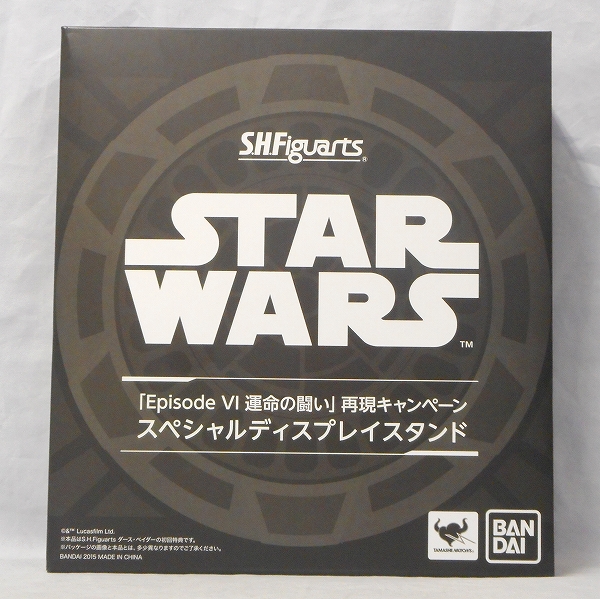 S.H.Figuarts®
STAR
WARS™
「Episode VI 運命の闘い」再現キャンペーン
スペシャルディスプレイスタンド
©&™ Lucasfilm Ltd.
※本品はS.H.Figuarts ダース・ベイダーの初回特典です。
※パッケージの画像と本品とは、多少異なりますのでご了承ください。
BANDAI 2015 MADE IN CHINA
TAMASHII NATIONS
BAN
DAI